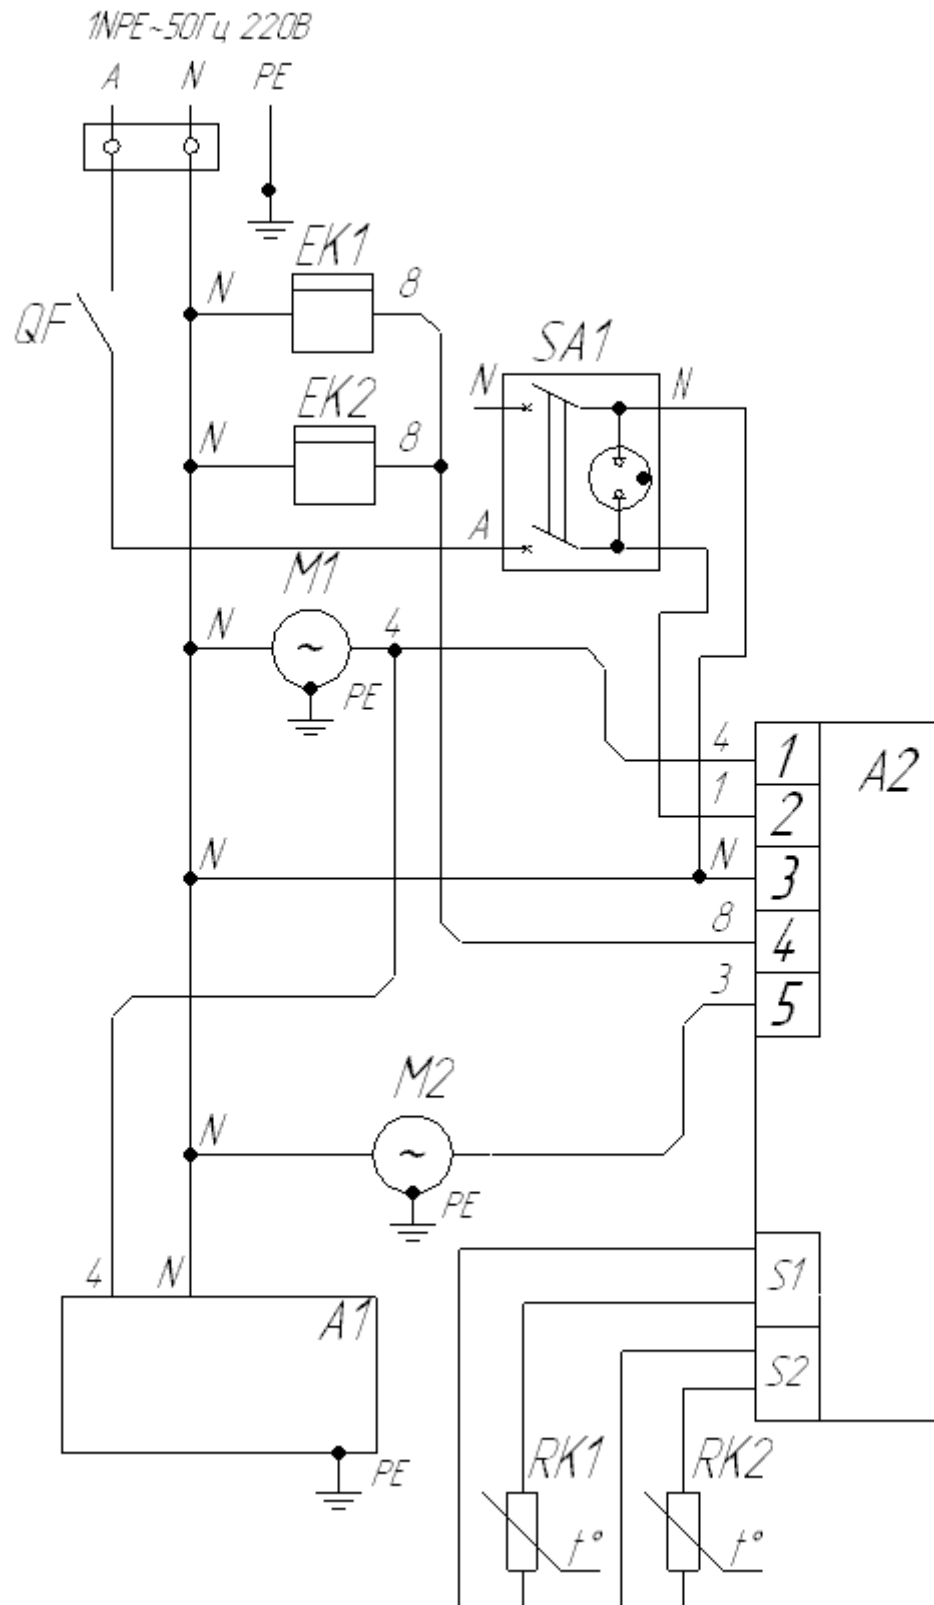 1NPE~50Гц 220В
A N PE
EK1
N 8
QF
SA1
EK2
N N
N 8
A
M1
N ~ 4
PE
4 1 A2
1 2
N N 3
8 4
3 5
M2
N ~
PE
4 N S1
A1
S2
RK1 RK2
PE
t° t°